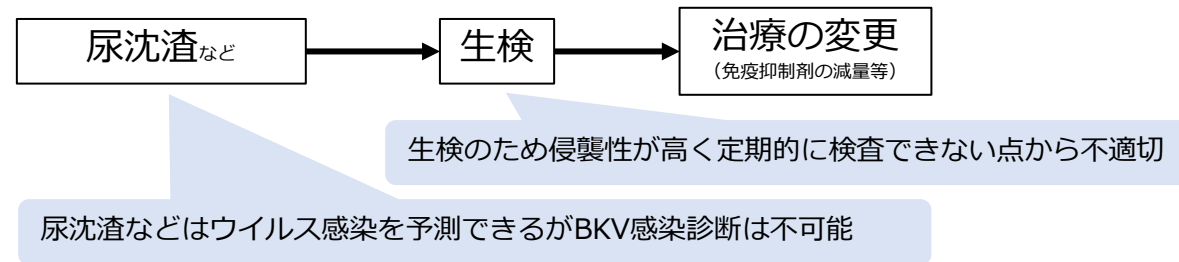 尿沈渣など
生検
治療の変更
（免疫抑制剤の減量等）
生検のため侵襲性が高く定期的に検査できない点から不適切
尿沈渣などはウイルス感染を予測できるがBKV感染診断は不可能